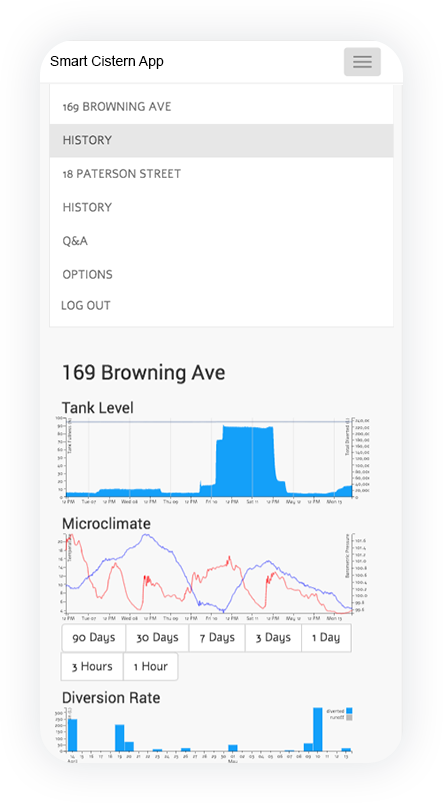 Smart Cistern App
169 BROWNING AVE
HISTORY
18 PATERSON STREET
HISTORY
Q&A
OPTIONS
LOG OUT
169 Browning Ave
Tank Level
12 PM Tue 07 12 PM Wed 08 12 PM Thu 09 12 PM Fri 10 12 PM Sat 11 12 PM Sun 12 12 PM Mon 13
Microclimate
Barometric Pressure
12 PM Tue 07 12 PM Wed 08 12 PM Thu 09 12 PM Fri 10 12 PM Sat 11 12 PM Sun 12 12 PM Mon 13
90 Days 30 Days 7 Days 3 Days 1 Day
3 Hours 1 Hour
Diversion Rate
diverted
runoff